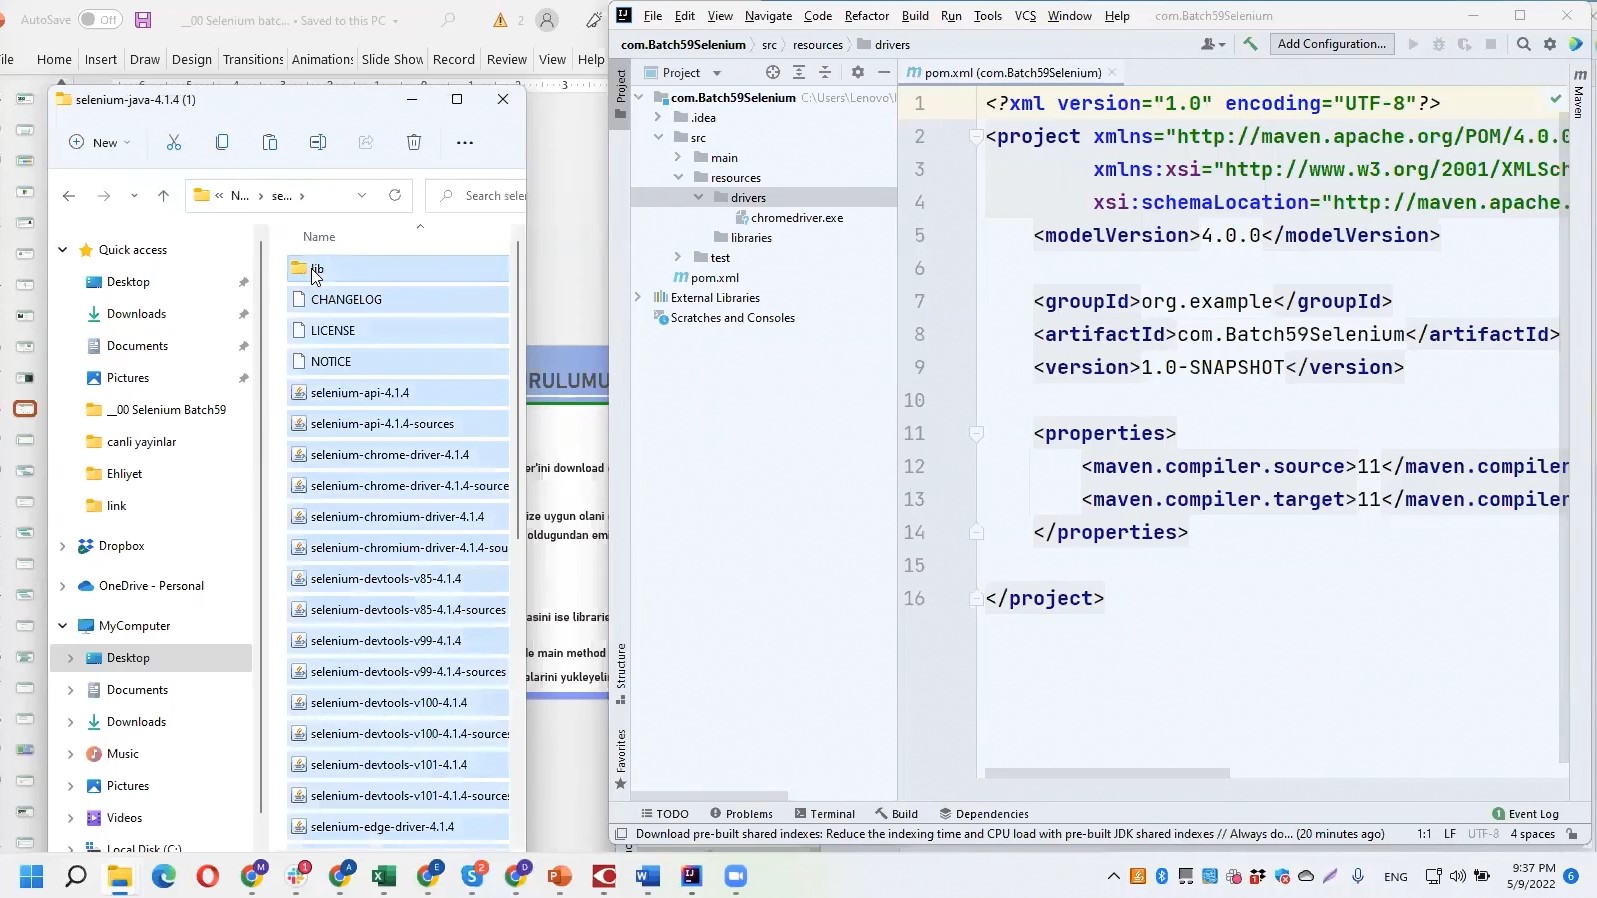 AutoSave Off __00 Selenium batc... • Saved to this PC 2
ile Home Insert Draw Design Transitions Animations Slide Show Record Review View Help
selenium-java-4.1.4 (1)
New
« N... > se... > Search seler
Quick access
Desktop
Downloads
Documents
Pictures
__00 Selenium Batch59
canli yayinlar
Ehliyet
link
Dropbox
OneDrive - Personal
MyComputer
Desktop
Documents
Downloads
Music
Pictures
Videos
Local Disk (C:)
Name
lib
CHANGELOG
LICENSE
NOTICE
selenium-api-4.1.4
selenium-api-4.1.4-sources
selenium-chrome-driver-4.1.4
selenium-chrome-driver-4.1.4-source
selenium-chromium-driver-4.1.4
selenium-chromium-driver-4.1.4-sou
selenium-devtools-v85-4.1.4
selenium-devtools-v85-4.1.4-sources
selenium-devtools-v99-4.1.4
selenium-devtools-v99-4.1.4-sources
selenium-devtools-v100-4.1.4
selenium-devtools-v100-4.1.4-sources
selenium-devtools-v101-4.1.4
selenium-devtools-v101-4.1.4-sources
selenium-edge-driver-4.1.4
RULUMU
er'ini download
ize uygun olani
oldugundan emi
asini ise librarie
le main method
alarini yukleyelir
File Edit View Navigate Code Refactor Build Run Tools VCS Window Help com.Batch59Selenium
com.Batch59Selenium src resources drivers Add Configuration...
Project
Project
com.Batch59Selenium C:\Users\Lenovo\I
.idea
src
main
resources
drivers
chromedriver.exe
libraries
test
pom.xml
External Libraries
Scratches and Consoles
Structure
Favorites
pom.xml (com.Batch59Selenium)
Maven
1 <?xml version="1.0" encoding="UTF-8"?>
2 <project xmlns="http://maven.apache.org/POM/4.0.0
3 xmlns:xsi="http://www.w3.org/2001/XMLSch
4 xsi:schemaLocation="http://maven.apache.
5 <modelVersion>4.0.0</modelVersion>
6
7 <groupId>org.example</groupId>
8 <artifactId>com.Batch59Selenium</artifactId>
9 <version>1.0-SNAPSHOT</version>
10
11 <properties>
12 <maven.compiler.source>11</maven.compiler
13 <maven.compiler.target>11</maven.compiler
14 </properties>
15
16 </project>
TODO Problems Terminal Build Dependencies Event Log
Download pre-built shared indexes: Reduce the indexing time and CPU load with pre-built JDK shared indexes // Always do... (20 minutes ago) 1:1 LF UTF-8 4 spaces
ENG 9:37 PM
5/9/2022 6